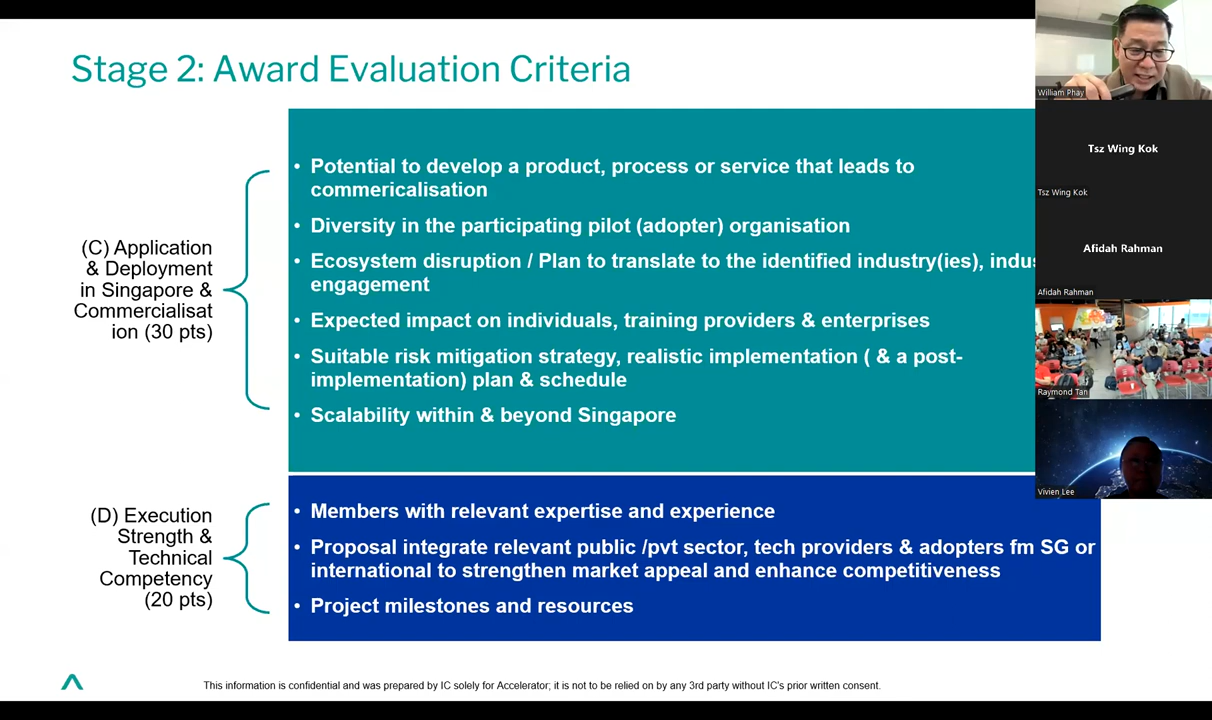 Stage 2: Award Evaluation Criteria
(C) Application
& Deployment
in Singapore &
Commercialisat
ion (30 pts)
• Potential to develop a product, process or service that leads to
commericalisation
• Diversity in the participating pilot (adopter) organisation
• Ecosystem disruption / Plan to translate to the identified industry(ies),
engagement
• Expected impact on individuals, training providers & enterprises
• Suitable risk mitigation strategy, realistic implementation ( & a post-
implementation) plan & schedule
• Scalability within & beyond Singapore
(D) Execution
Strength &
Technical
Competency
(20 pts)
• Members with relevant expertise and experience
• Proposal integrate relevant public /pvt sector, tech providers & adopters fm SG or
international to strengthen market appeal and enhance competitiveness
• Project milestones and resources
This information is confidential and was prepared by IC solely for Accelerator; it is not to be relied on by any 3rd party without IC's prior written consent.
William Phay
Tsz Wing Kok
Tsz Wing Kok
Afidah Rahman
Afidah Rahman
Raymond Tan
Vivien Lee